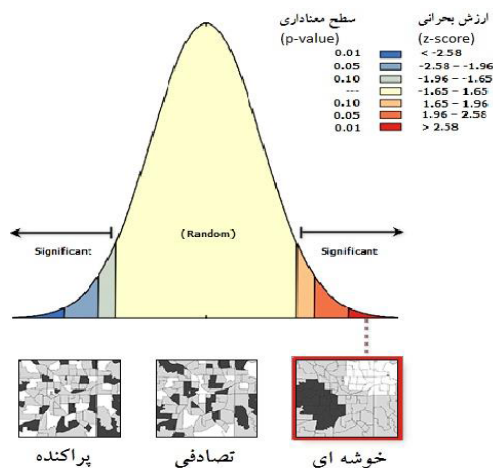 سطح معناداری
(p-value)
ارزش بحرانی
(z-score)
0.01 < -2.58
0.05 -2.58 – -1.96
0.10 -1.96 – -1.65
--- -1.65 – 1.65
0.10 1.65 – 1.96
0.05 1.96 – 2.58
0.01 > 2.58
(Random)
Significant
Significant
پراکنده
تصادفی
خوشه ای